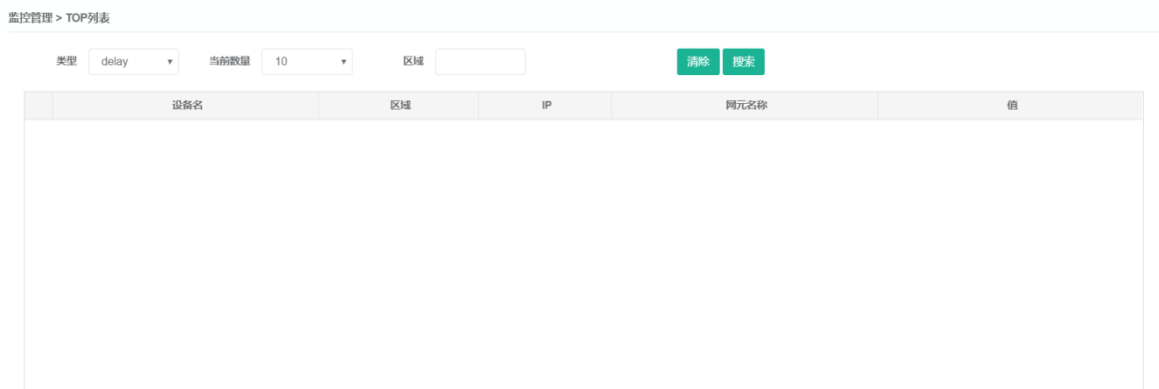 监控管理 > TOP列表
类型 delay 当前数量 10 区域 清除 搜索
设备名 区域 IP 网元名称 值